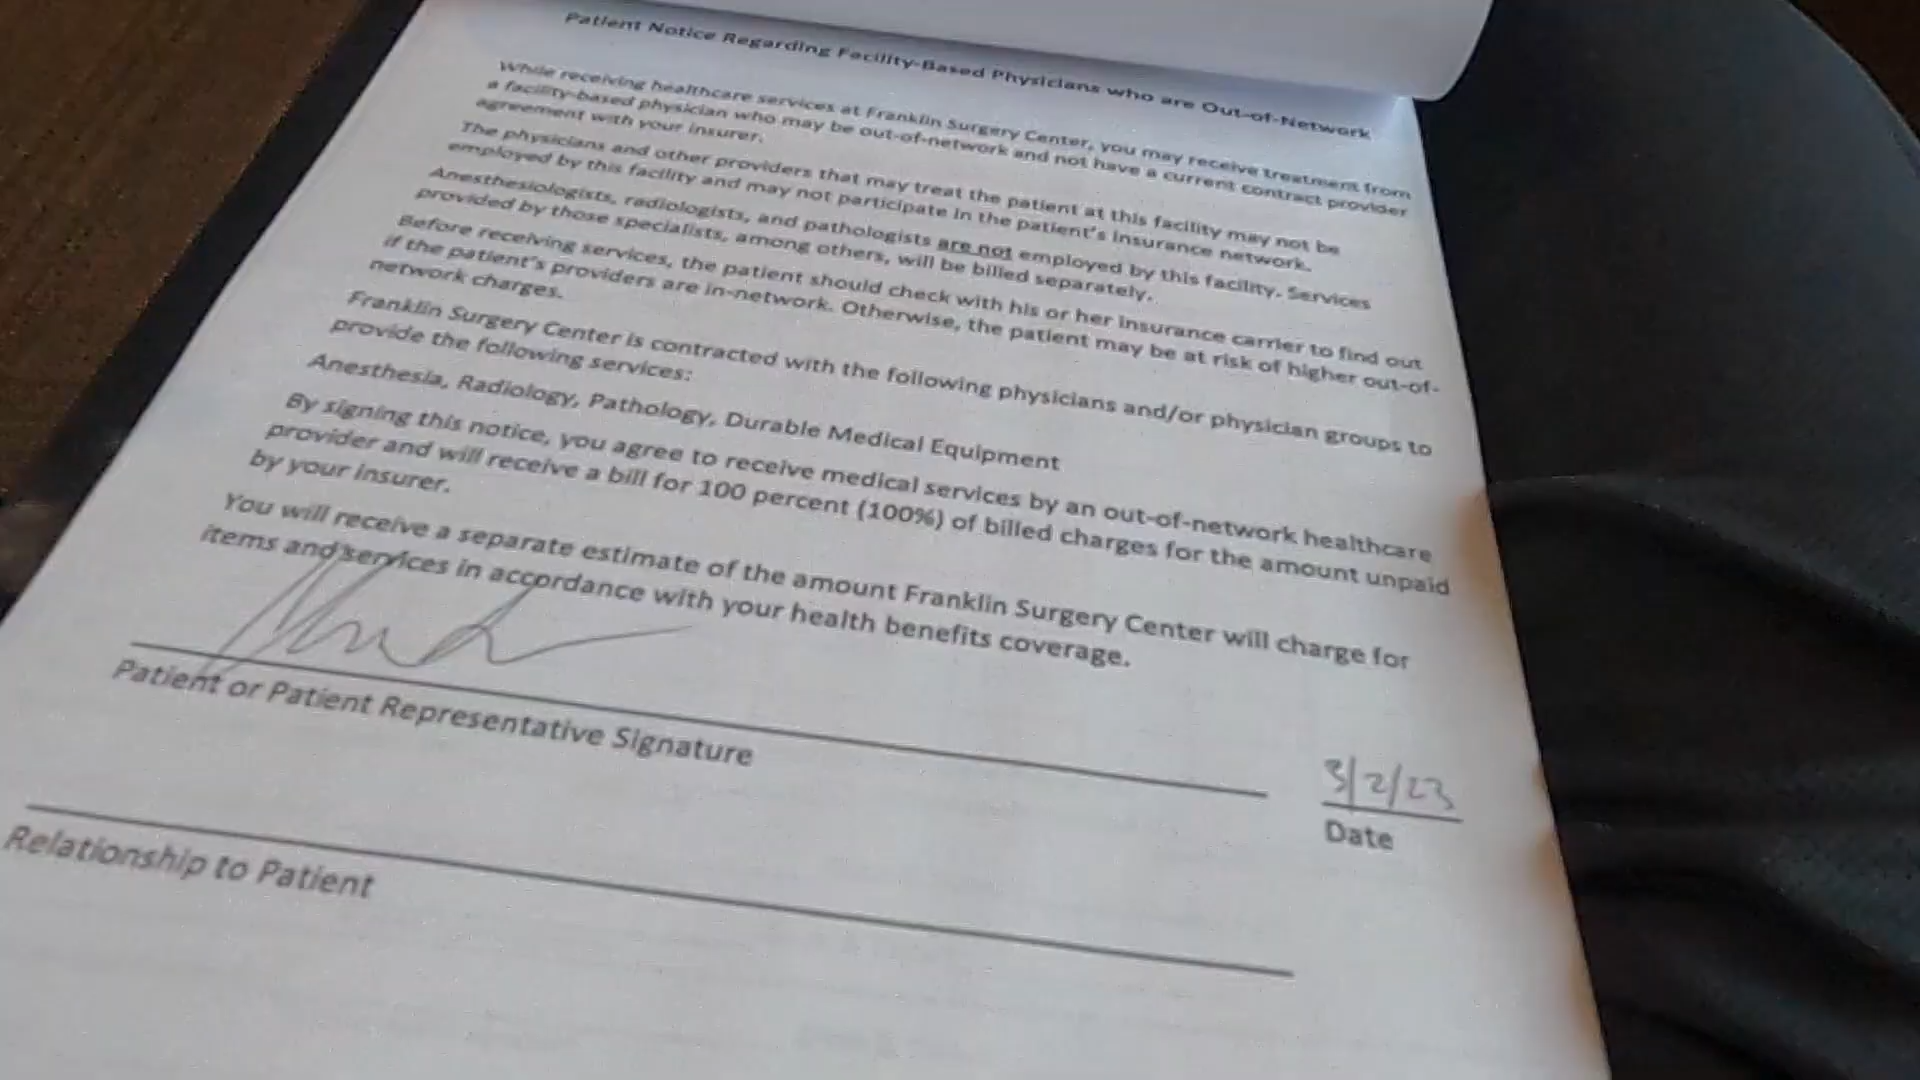 Patient Notice Regarding Facility-Based Physicians who are Out-of-Network
While receiving healthcare services at Franklin Surgery Center, you may receive treatment from
a facility-based physician who may be out-of-network and not have a current contract provider
agreement with your insurer.
The physicians and other providers that may treat the patient at this facility may not be
employed by this facility and may not participate in the patient's insurance network.
Anesthesiologists, radiologists, and pathologists are not employed by this facility. Services
provided by those specialists, among others, will be billed separately.
Before receiving services, the patient should check with his or her insurance carrier to find out
if the patient's providers are in-network. Otherwise, the patient may be at risk of higher out-of-
network charges.
Franklin Surgery Center is contracted with the following physicians and/or physician groups to
provide the following services:
Anesthesia, Radiology, Pathology, Durable Medical Equipment
By signing this notice, you agree to receive medical services by an out-of-network healthcare
provider and will receive a bill for 100 percent (100%) of billed charges for the amount unpaid
by your insurer.
You will receive a separate estimate of the amount Franklin Surgery Center will charge for
items and services in accordance with your health benefits coverage.
Patient or Patient Representative Signature
3/2/23
Date
Relationship to Patient